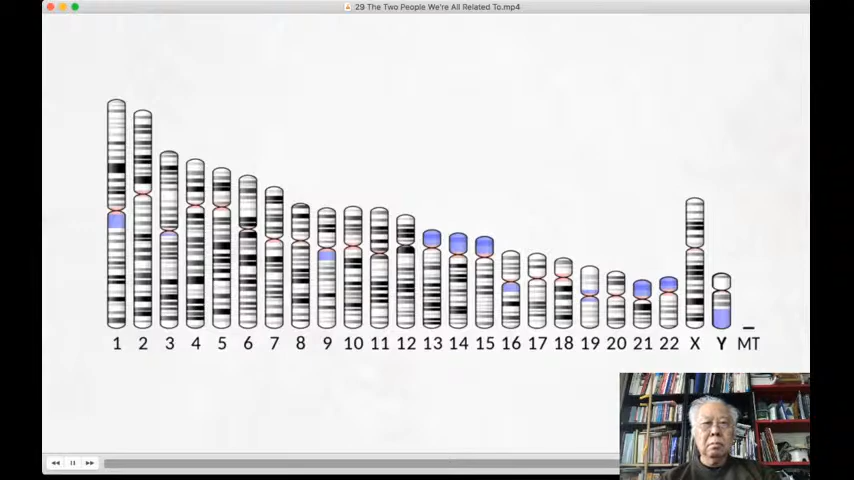 29 The Two People We're All Related To.mp4
1 2 3 4 5 6 7 8 9 10 11 12 13 14 15 16 17 18 19 20 21 22 X Y MT